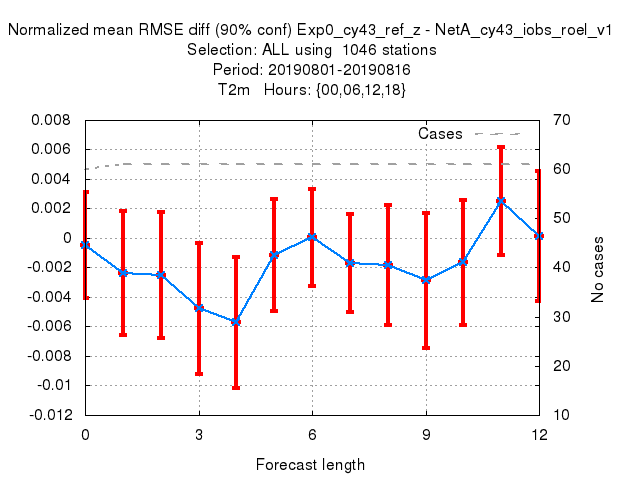 Normalized mean RMSE diff (90% conf) Exp0_cy43_ref_z - NetA_cy43_iobs_roel_v1
Selection: ALL using  1046 stations
Period: 20190801-20190816
T2m   Hours: {00,06,12,18}
Cases
0.008
0.006
0.004
0.002
0
-0.002
-0.004
-0.006
-0.008
-0.01
-0.012
70
60
50
40
30
20
10
No cases
0 3 6 9 12
Forecast length